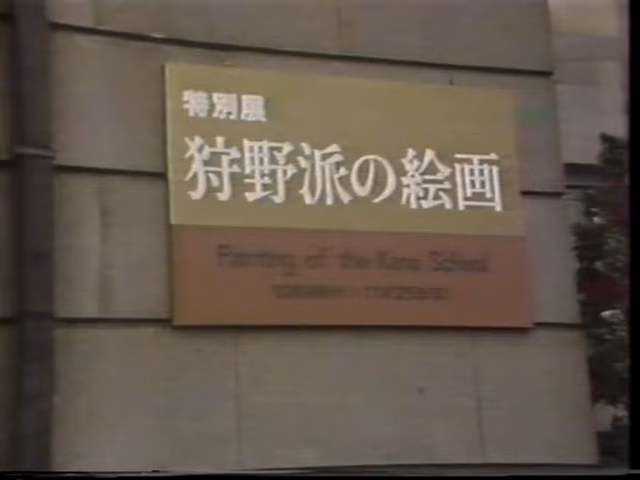 特別展
狩野派の絵画
Painting of the Kano School